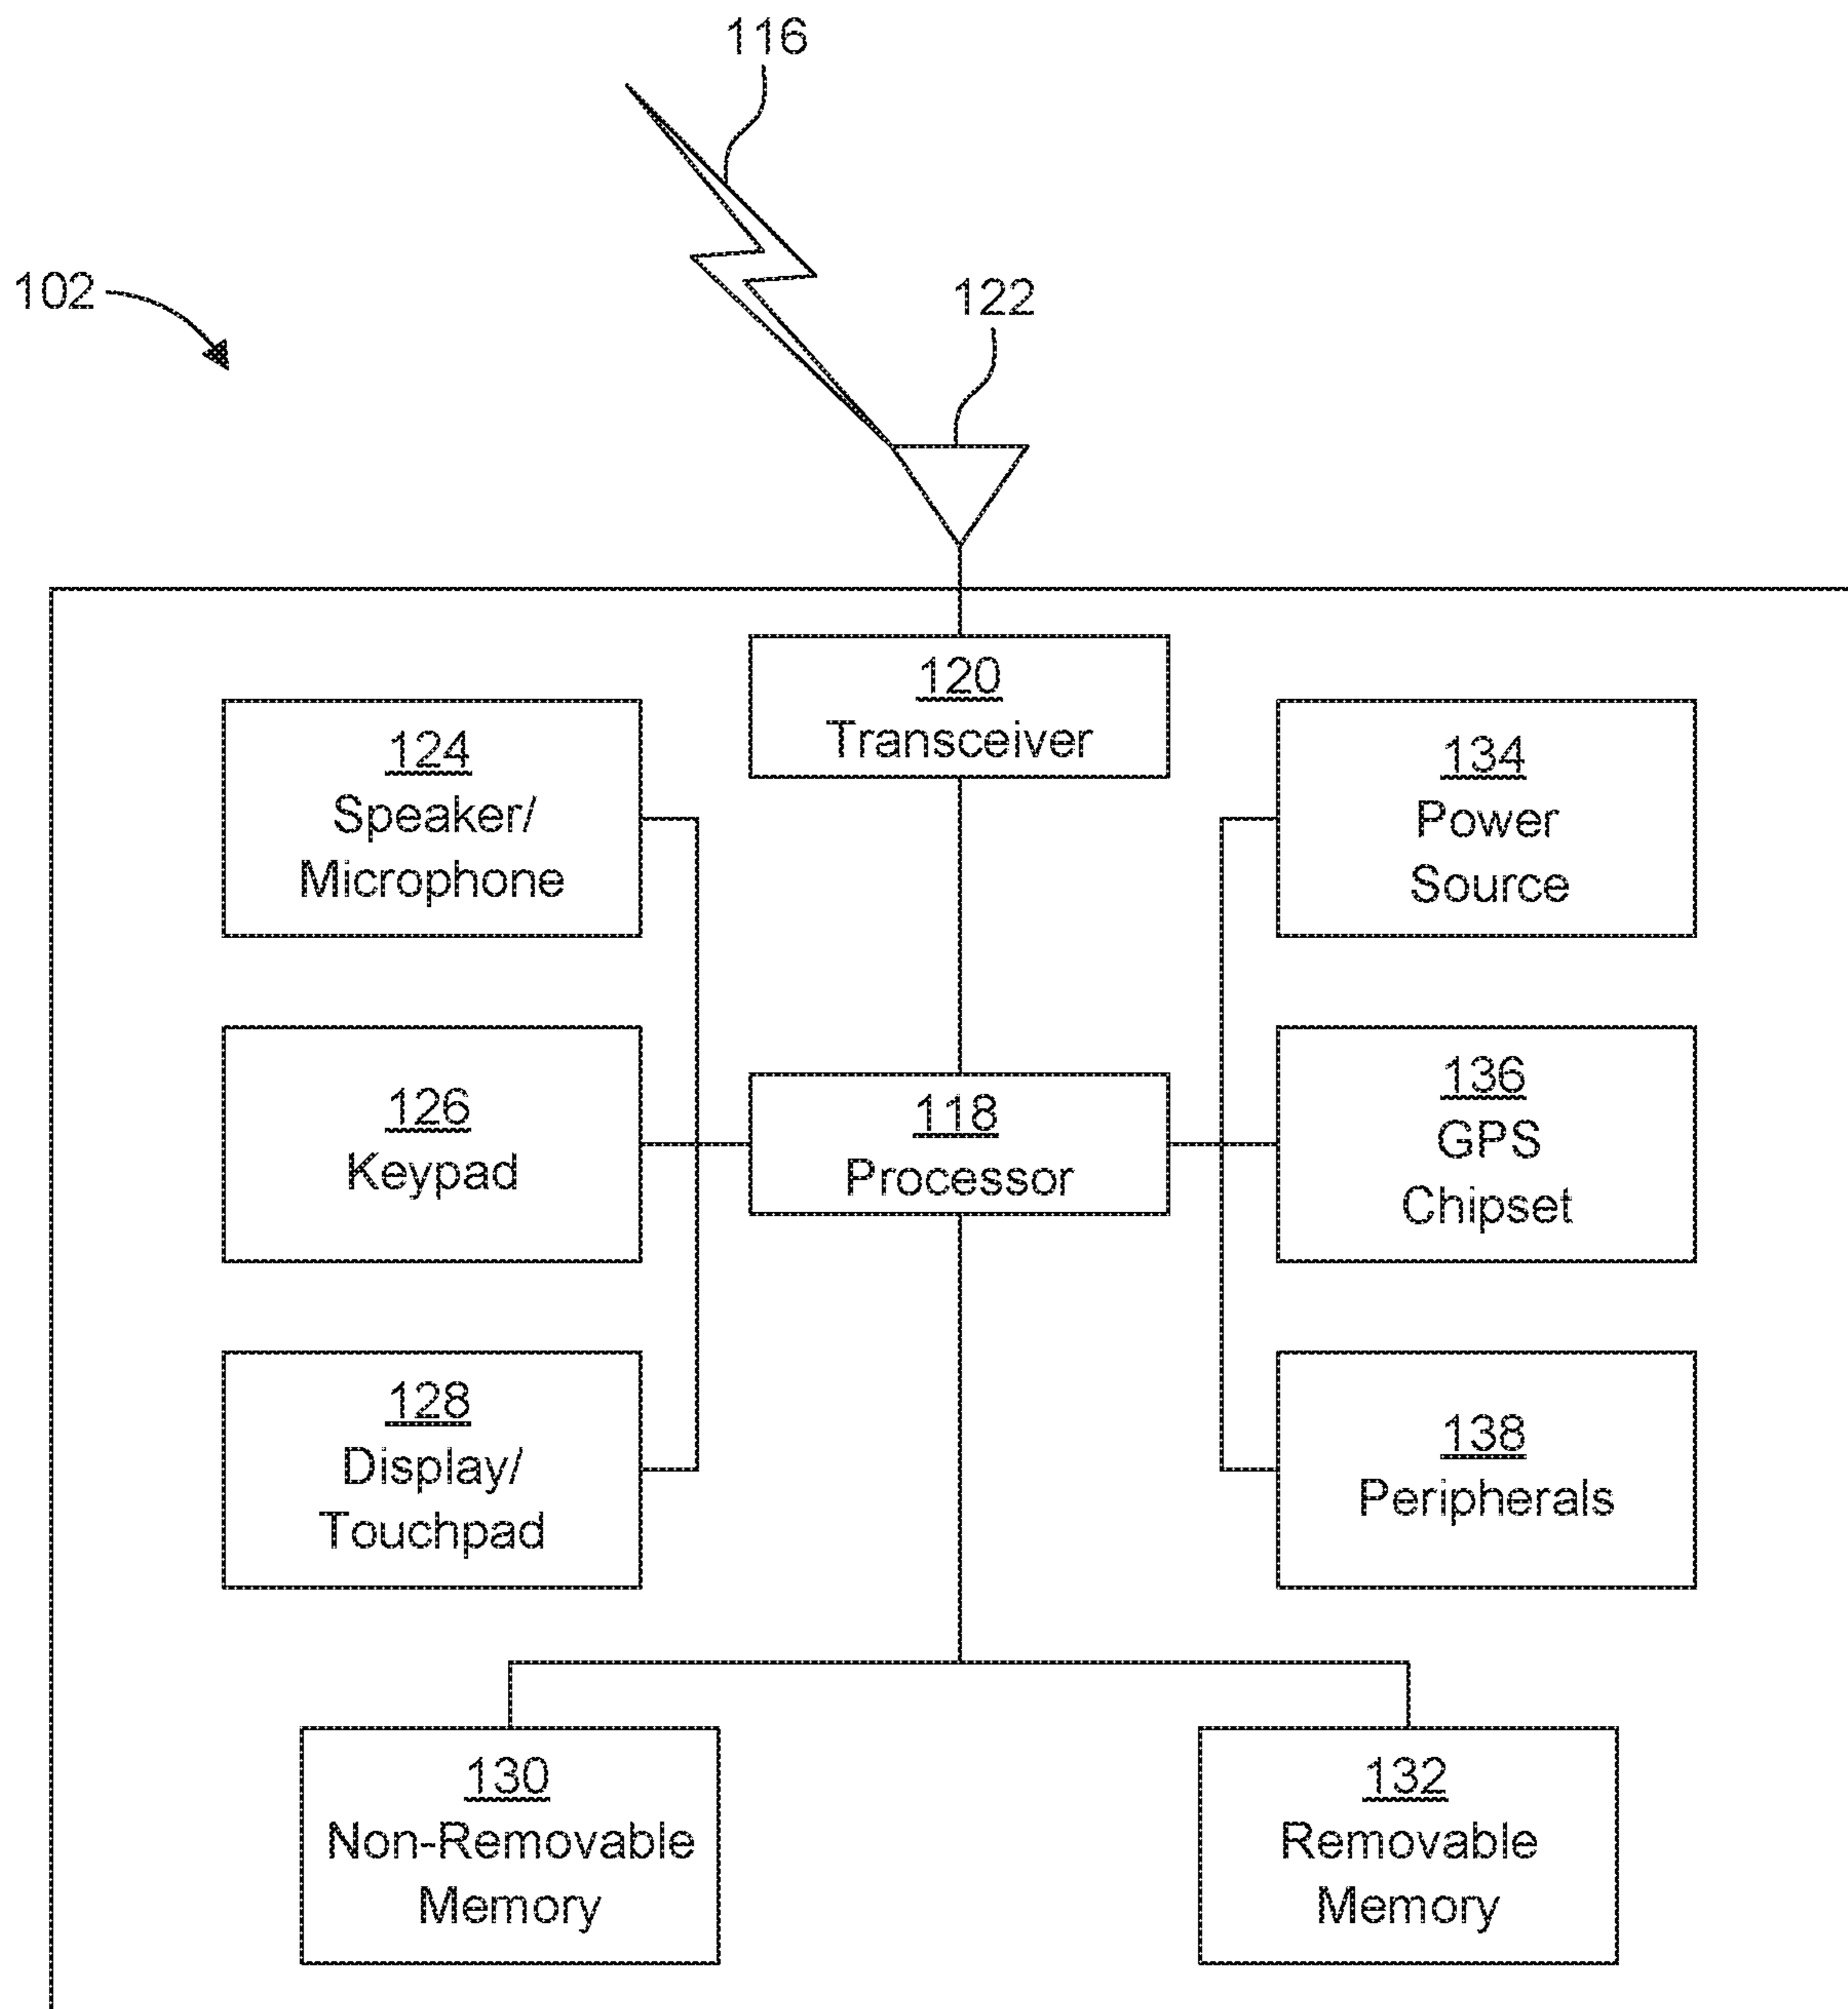 116
102
122
120
Transceiver
124
Speaker/
Microphone
134
Power
Source
126
Keypad
118
Processor
136
GPS
Chipset
128
Display/
Touchpad
138
Peripherals
130
Non-Removable
Memory
132
Removable
Memory